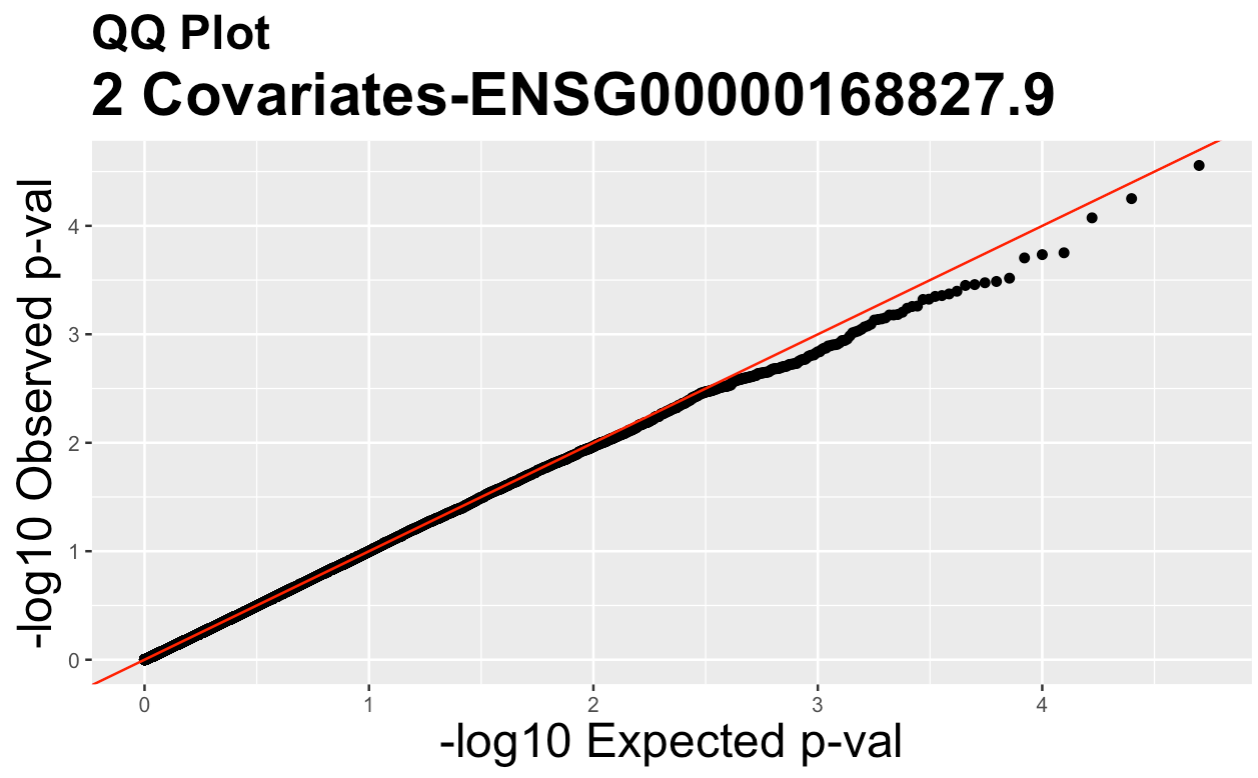 QQ Plot
2 Covariates-ENSG00000168827.9
-log10 Observed p-val
4
3
2
1
0
0 1 2 3 4
-log10 Expected p-val